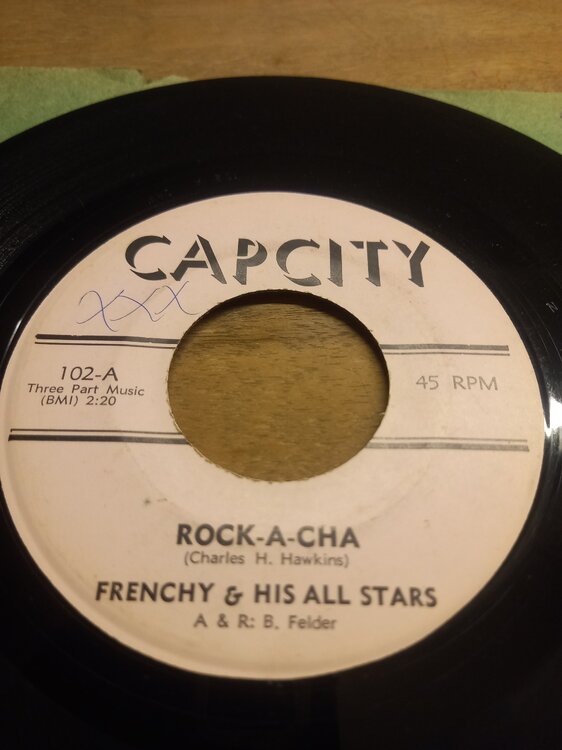 CAPCITY
xxx
102-A
Three Part Music
(BMI) 2:20
45 RPM
ROCK-A-CHA
(Charles H. Hawkins)
FRENCHY & HIS ALL STARS
A & R: B. Felder